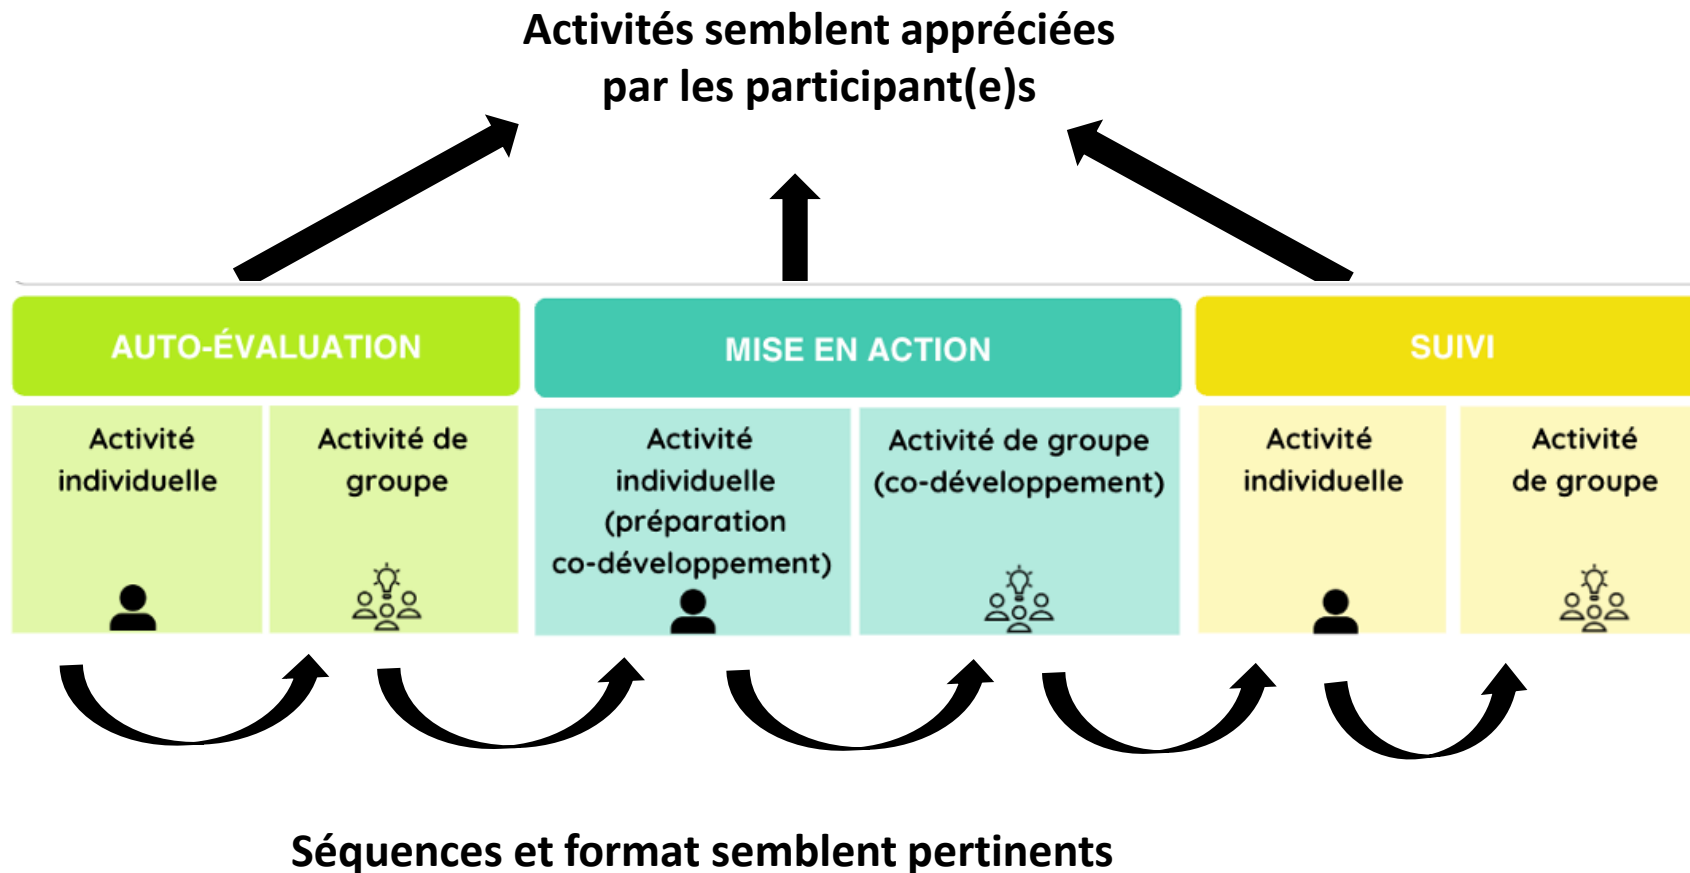 Activités semblent appréciées
par les participant(e)s
AUTO-ÉVALUATION
MISE EN ACTION
SUIVI
Activité
individuelle
Activité de
groupe
Activité
individuelle
(préparation
co-développement)
Activité de groupe
(co-développement)
Activité
individuelle
Activité
de groupe
Séquences et format semblent pertinents